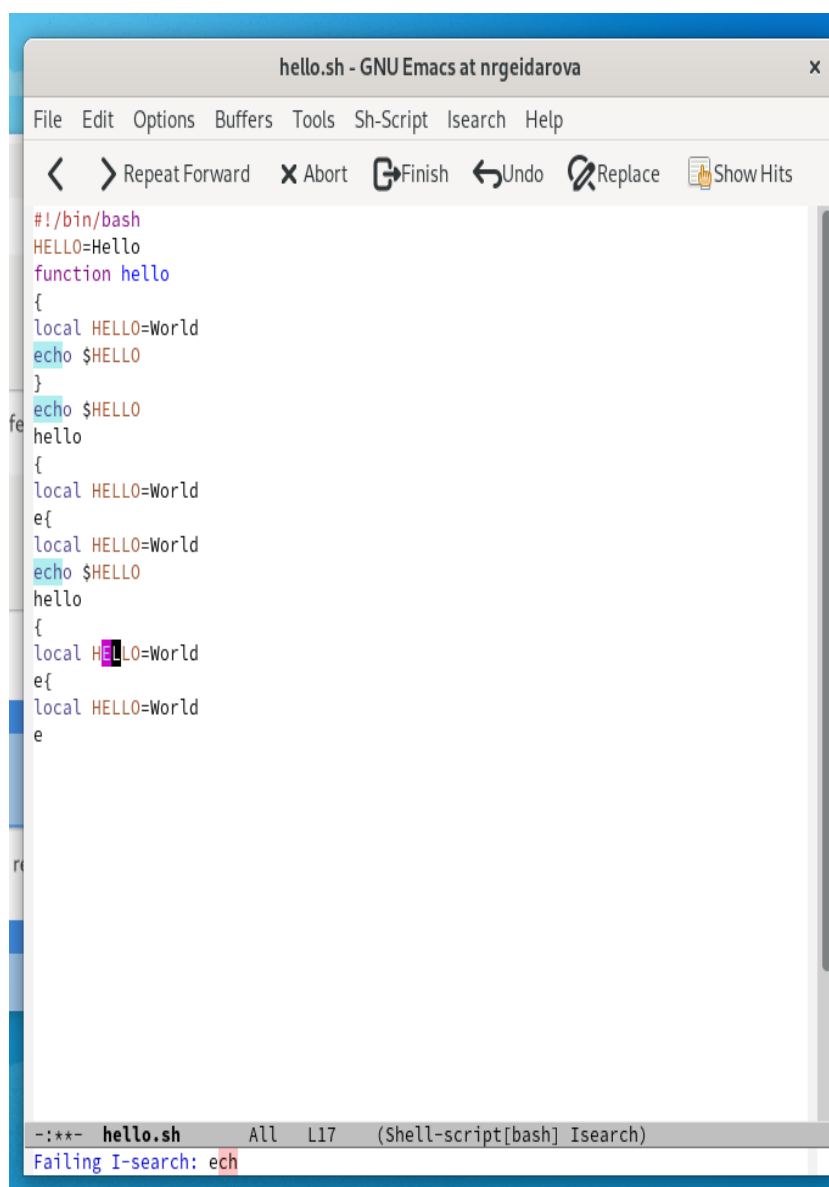 hello.sh - GNU Emacs at nrgeidarova ×
File Edit Options Buffers Tools Sh-Script Isearch Help
Repeat Forward Abort Finish Undo Replace Show Hits
#!/bin/bash
HELLO=Hello
function hello
{
local HELLO=World
echo $HELLO
}
echo $HELLO
hello
{
local HELLO=World
e{
local HELLO=World
echo $HELLO
hello
{
local HELLO=World
e{
local HELLO=World
e
fe
re
-:**- hello.sh All L17 (Shell-script[bash] Isearch)
Failing I-search: ech